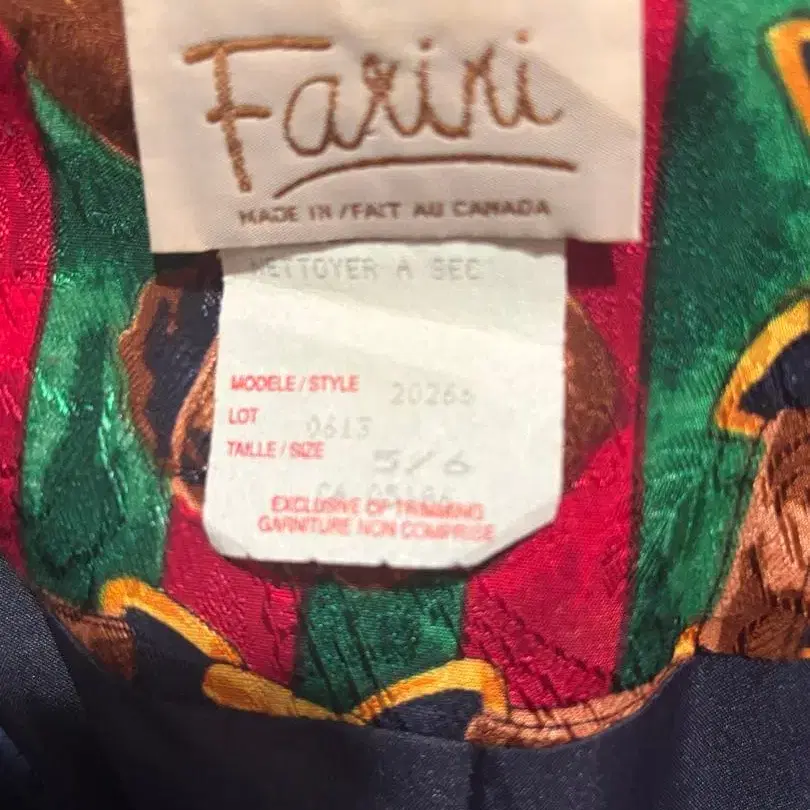 Farini
MADE IN / FAIT AU CANADA
NETTOYER A SEC
MODELE / STYLE 20266
LOT 0613
TAILLE / SIZE 5/6
EXCLUSIVE OF TRIMMING
GARNITURE NON COMPRISE